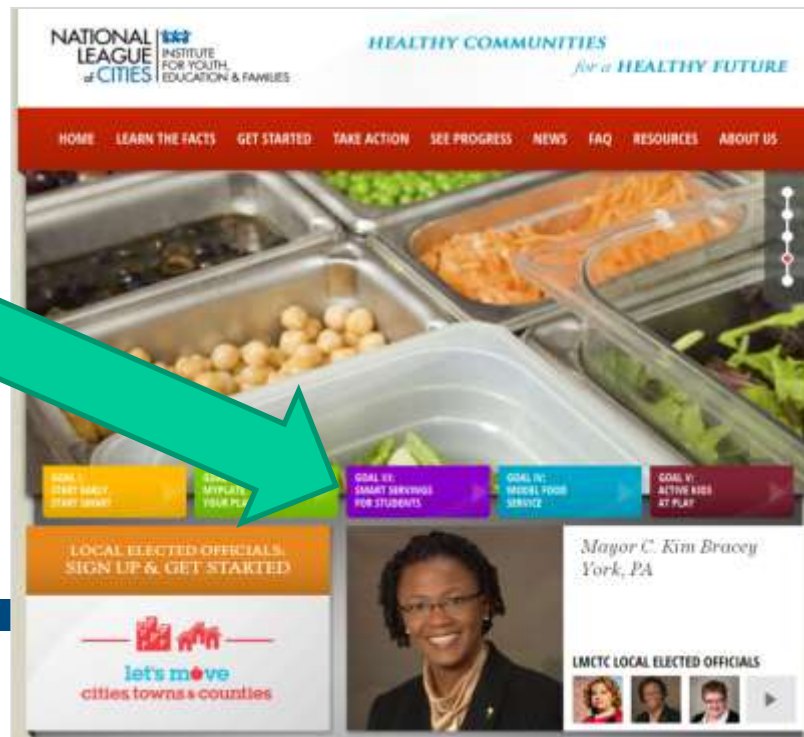 NATIONAL
LEAGUE
of CITIES
INSTITUTE
FOR YOUTH,
EDUCATION & FAMILIES
HEALTHY COMMUNITIES
for a HEALTHY FUTURE
HOME LEARN THE FACTS GET STARTED TAKE ACTION SEE PROGRESS NEWS FAQ RESOURCES ABOUT US
GOAL I:
START EARLY,
START SMART
MYPLATE
YOUR
GOAL III:
SMART SERVINGS
FOR STUDENTS
GOAL IV:
MODEL FOOD
SERVICE
GOAL V:
ACTIVE KIDS
AT PLAY
LOCAL ELECTED OFFICIALS:
SIGN UP & GET STARTED
let's move
cities towns & counties
Mayor C. Kim Bracey
York, PA
LMCTC LOCAL ELECTED OFFICIALS